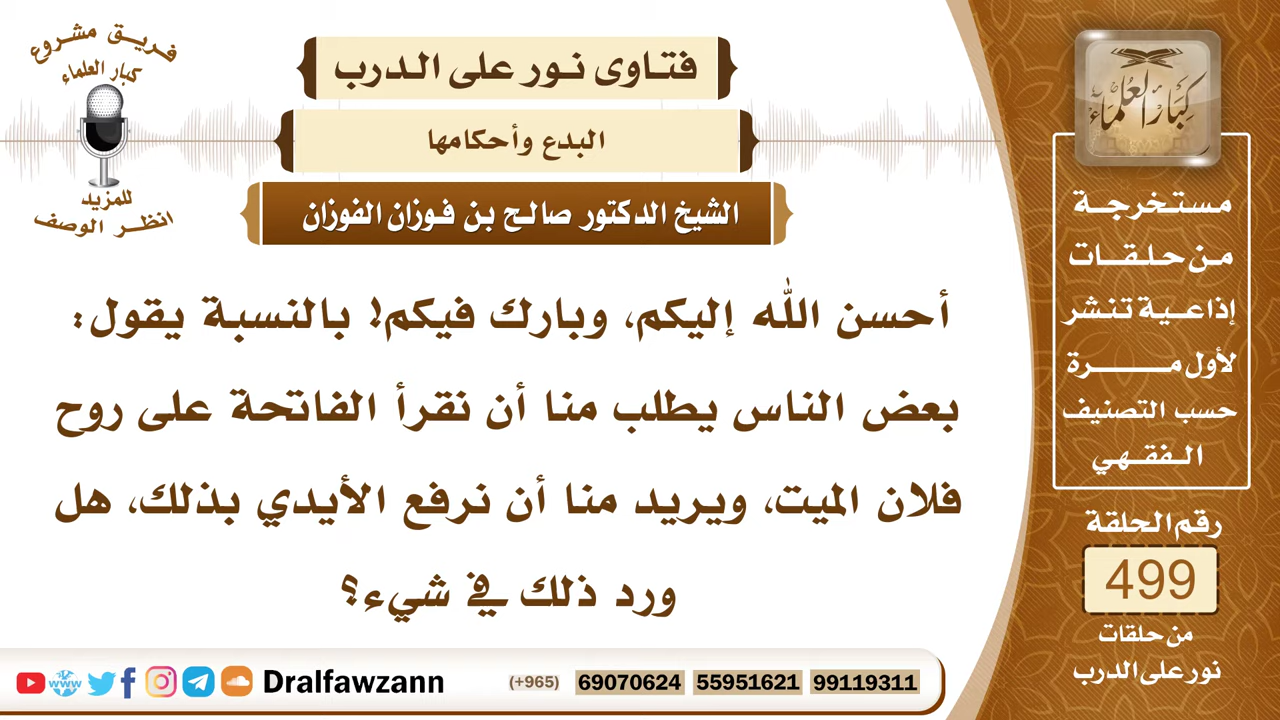 فريق مشروع
كبار العلماء
للمزيد
انظر الوصف
فتاوى نور على الدرب
البدع وأحكامها
الشيخ الدكتور صالح بن فوزان الفوزان
أحسن الله إليكم، وبارك فيكم! بالنسبة يقول:
بعض الناس يطلب منا أن نقرأ الفاتحة على روح
فلان الميت، ويريد منا أن نرفع الأيدي بذلك، هل
ورد ذلك في شيء؟
كبار العلماء
مستخرجة
من حلقات
إذاعية تنشر
لأول مرة
حسب التصنيف
الفقهي
رقم الحلقة
499
من حلقات
نور على الدرب
www Dralfawzann (+965) 69070624 55951621 99119311